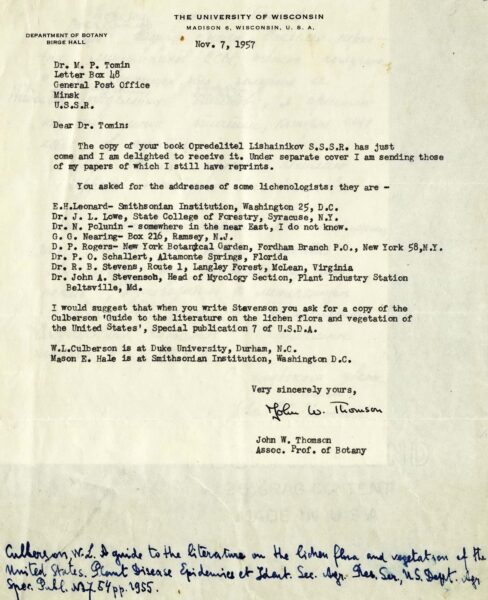 THE UNIVERSITY OF WISCONSIN
MADISON 6, WISCONSIN, U. S. A.
DEPARTMENT OF BOTANY
BIRGE HALL
Nov. 7, 1957
Dr. M. P. Tomin
Letter Box 48
General Post Office
Minsk
U.S.S.R.
Dear Dr. Tomin:
The copy of your book Opredelitel Lishainikov S.S.S.R. has just
come and I am delighted to receive it. Under separate cover I am sending those
of my papers of which I still have reprints.
You asked for the addresses of some lichenologists: they are -
E.H.Leonard- Smithsonian Institution, Washington 25, D.C.
Dr. J. L. Lowe, State College of Forestry, Syracuse, N.Y.
Dr. N. Polunin - somewhere in the near East, I do not know.
G. G. Nearing- Box 216, Ramsey, N.J.
D. P. Rogers- New York Botanical Garden, Fordham Branch P.O., New York 58,N.Y.
Dr. P. O. Schallert, Altamonte Springs, Florida
Dr. R. B. Stevens, Route 1, Langley Forest, McLean, Virginia
Dr. John A. Stevenson, Head of Mycology Section, Plant Industry Station
Beltsville, Md.
I would suggest that when you write Stevenson you ask for a copy of the
Culberson 'Guide to the literature on the lichen flora and vegetation of
the United States', Special publication 7 of U.S.D.A.
W.L.Culberson is at Duke University, Durham, N.C.
Mason E. Hale is at Smithsonian Institution, Washington D.C.
Very sincerely yours,
John W. Thomson
John W. Thomson
Assoc. Prof. of Botany
Culberson, W.L. A guide to the literature on the lichen flora and vegetation of the
United States. Plant Disease Epidemics et Ident. Sec. Agr. Res. Ser, U.S. Dept. Agr
Spec. Publ. 7 54 pp. 1955.